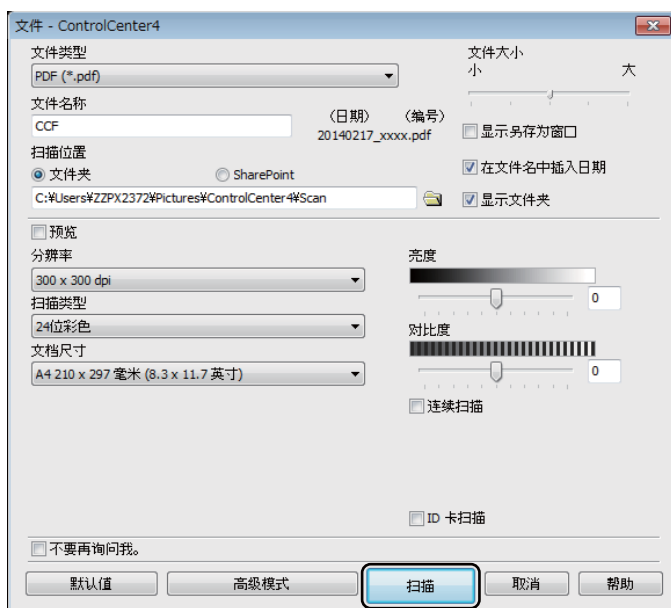 文件 - ControlCenter4
文件类型
PDF (*.pdf)
文件名称
CCF
(日期) (编号)
20140217_xxxx.pdf
扫描位置
文件夹 SharePoint
C:¥Users¥ZZPX2372¥Pictures¥ControlCenter4¥Scan
文件大小
小 大
显示另存为窗口
在文件名中插入日期
显示文件夹
预览
分辨率
300 x 300 dpi
扫描类型
24位彩色
文档尺寸
A4 210 x 297 毫米 (8.3 x 11.7 英寸)
亮度
0
对比度
0
连续扫描
ID 卡扫描
不要再询问我。
默认值 高级模式 扫描 取消 帮助